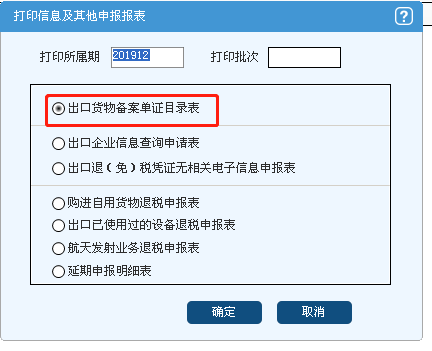 打印信息及其他申报报表
?
打印所属期 201912 打印批次
出口货物备案单证目录表
出口企业信息查询申请表
出口退（免）税凭证无相关电子信息申报表
购进自用货物退税申报表
出口已使用过的设备退税申报表
航天发射业务退税申报表
延期申报明细表
确定 取消